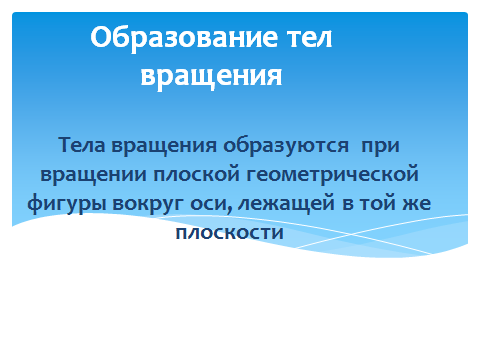 Образование тел
вращения
Тела вращения образуются  при
вращении плоской геометрической
фигуры вокруг оси, лежащей в той же
плоскости